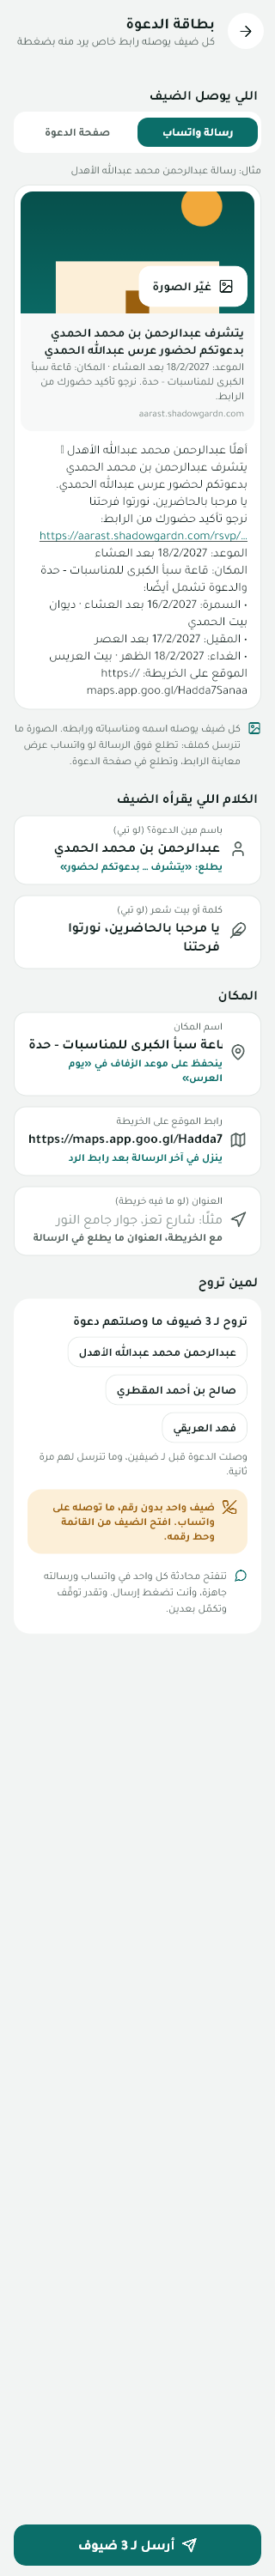 بطاقة الدعوة
كل ضيف يوصله رابط خاص يرد منه بضغطة
اللي يوصل الضيف
رسالة واتساب
صفحة الدعوة
مثال: رسالة عبدالرحمن محمد عبدالله الأهدل
غيّر الصورة
يتشرف عبدالرحمن بن محمد الحمدي
بدعوتكم لحضور عرس عبدالله الحمدي
الموعد: 18/2/2027 بعد العشاء · المكان: قاعة سبأ
الكبرى للمناسبات - حدة. نرجو تأكيد حضورك من
الرابط.
aarast.shadowgardn.com
أهلًا عبدالرحمن محمد عبدالله الأهدل
يتشرف عبدالرحمن بن محمد الحمدي
بدعوتكم لحضور عرس عبدالله الحمدي.
يا مرحبا بالحاضرين، نورتوا فرحتنا
نرجو تأكيد حضورك من الرابط:
https://aarast.shadowgardn.com/rsvp/…
الموعد: 18/2/2027 بعد العشاء
المكان: قاعة سبأ الكبرى للمناسبات - حدة
والدعوة تشمل أيضًا:
• السمرة: 16/2/2027 بعد العشاء · ديوان
بيت الحمدي
• المقيل: 17/2/2027 بعد العصر
• الغداء: 18/2/2027 الظهر · بيت العريس
الموقع على الخريطة: https://
maps.app.goo.gl/Hadda7Sanaa
كل ضيف يوصله اسمه ومناسباته ورابطه. الصورة ما
تنرسل كملف: تطلع فوق الرسالة لو واتساب عرض
معاينة الرابط، وتطلع في صفحة الدعوة.
الكلام اللي يقرأه الضيف
باسم مين الدعوة؟ (لو تبي)
عبدالرحمن بن محمد الحمدي
يطلع: «يتشرف … بدعوتكم لحضور»
كلمة أو بيت شعر (لو تبي)
يا مرحبا بالحاضرين، نورتوا
فرحتنا
المكان
اسم المكان
اعة سبأ الكبرى للمناسبات - حدة
ينحفظ على موعد الزفاف في «يوم
العرس»
رابط الموقع على الخريطة
https://maps.app.goo.gl/Hadda7
ينزل في آخر الرسالة بعد رابط الرد
العنوان (لو ما فيه خريطة)
مثلًا: شارع تعز، جوار جامع النور
مع الخريطة، العنوان ما يطلع في الرسالة
لمين تروح
تروح لـ 3 ضيوف ما وصلتهم دعوة
عبدالرحمن محمد عبدالله الأهدل
صالح بن أحمد المقطري
فهد العريقي
وصلت الدعوة قبل لـ ضيفين، وما تنرسل لهم مرة
ثانية.
ضيف واحد بدون رقم، ما توصله على
واتساب. افتح الضيف من القائمة
وحط رقمه.
تنفتح محادثة كل واحد في واتساب ورسالته
جاهزة، وأنت تضغط إرسال. وتقدر توقّف
وتكمّل بعدين.
أرسل لـ 3 ضيوف